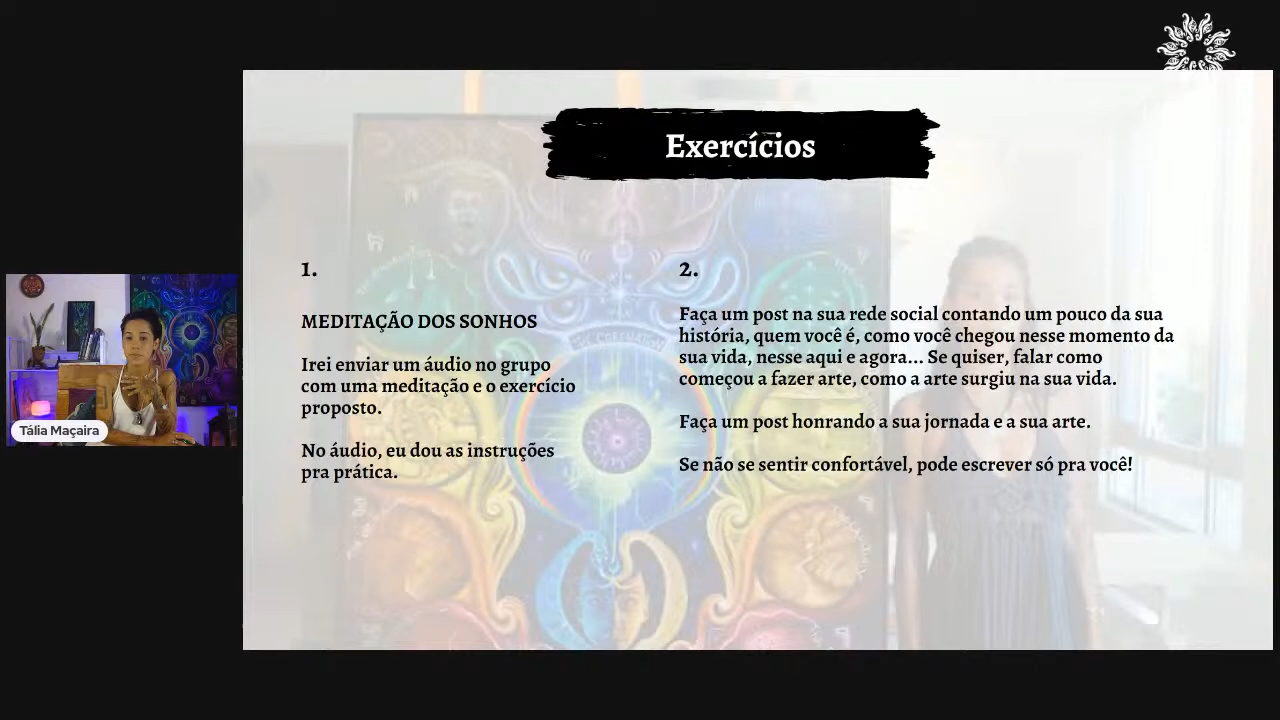 Exercícios
1.
MEDITAÇÃO DOS SONHOS
Irei enviar um áudio no grupo
com uma meditação e o exercício
proposto.
No áudio, eu dou as instruções
pra prática.
2.
Faça um post na sua rede social contando um pouco da sua
história, quem você é, como você chegou nesse momento da
sua vida, nesse aqui e agora... Se quiser, falar como
começou a fazer arte, como a arte surgiu na sua vida.
Faça um post honrando a sua jornada e a sua arte.
Se não se sentir confortável, pode escrever só pra você!
Tália Maçaira